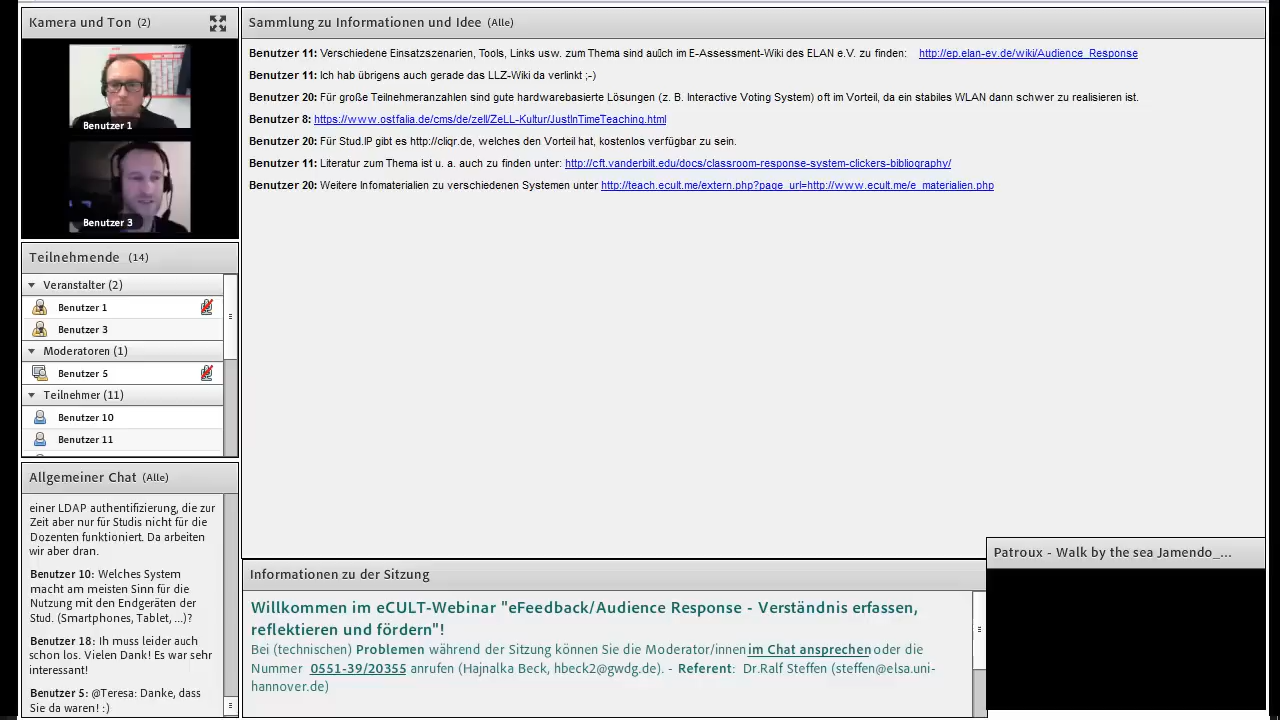 Kamera und Ton (2)
Benutzer 1
Benutzer 3
Teilnehmende (14)
Veranstalter (2)
Benutzer 1
Benutzer 3
Moderatoren (1)
Benutzer 5
Teilnehmer (11)
Benutzer 10
Benutzer 11
Allgemeiner Chat (Alle)
einer LDAP authentifizierung, die zur
Zeit aber nur für Studis nicht für die
Dozenten funktioniert. Da arbeiten
wir aber dran.
Benutzer 10: Welches System
macht am meisten Sinn für die
Nutzung mit den Endgeräten der
Stud. (Smartphones, Tablet, ...)?
Benutzer 18: Ih muss leider auch
schon los. Vielen Dank! Es war sehr
interessant!
Benutzer 5: @Teresa: Danke, dass
Sie da waren! :)
Sammlung zu Informationen und Idee (Alle)
Benutzer 11: Verschiedene Einsatzszenarien, Tools, Links usw. zum Thema sind auch im E-Assessment-Wiki des ELAN e.V. zu finden: http://ep.elan-ev.de/wiki/Audience_Response
Benutzer 11: Ich hab übrigens auch gerade das LLZ-Wiki da verlinkt ;-)
Benutzer 20: Für große Teilnehmeranzahlen sind gute hardwarebasierte Lösungen (z. B. Interactive Voting System) oft im Vorteil, da ein stabiles WLAN dann schwer zu realisieren ist.
Benutzer 8: https://www.ostfalia.de/cms/de/zell/ZeLL-Kultur/JustInTimeTeaching.html
Benutzer 20: Für Stud.IP gibt es http://cliqr.de, welches den Vorteil hat, kostenlos verfügbar zu sein.
Benutzer 11: Literatur zum Thema ist u. a. auch zu finden unter: http://cft.vanderbilt.edu/docs/classroom-response-system-clickers-bibliography/
Benutzer 20: Weitere Infomaterialien zu verschiedenen Systemen unter http://teach.ecult.me/extern.php?page_url=http://www.ecult.me/e_materialien.php
Informationen zu der Sitzung
Willkommen im eCULT-Webinar "eFeedback/Audience Response - Verständnis erfassen,
reflektieren und fördern"!
Bei (technischen) Problemen während der Sitzung können Sie die Moderator/innen im Chat ansprechen oder die
Nummer 0551-39/20355 anrufen (Hajnalka Beck, hbeck2@gwdg.de). - Referent: Dr.Ralf Steffen (steffen@elsa.uni-
hannover.de)
Patroux - Walk by the sea Jamendo_...